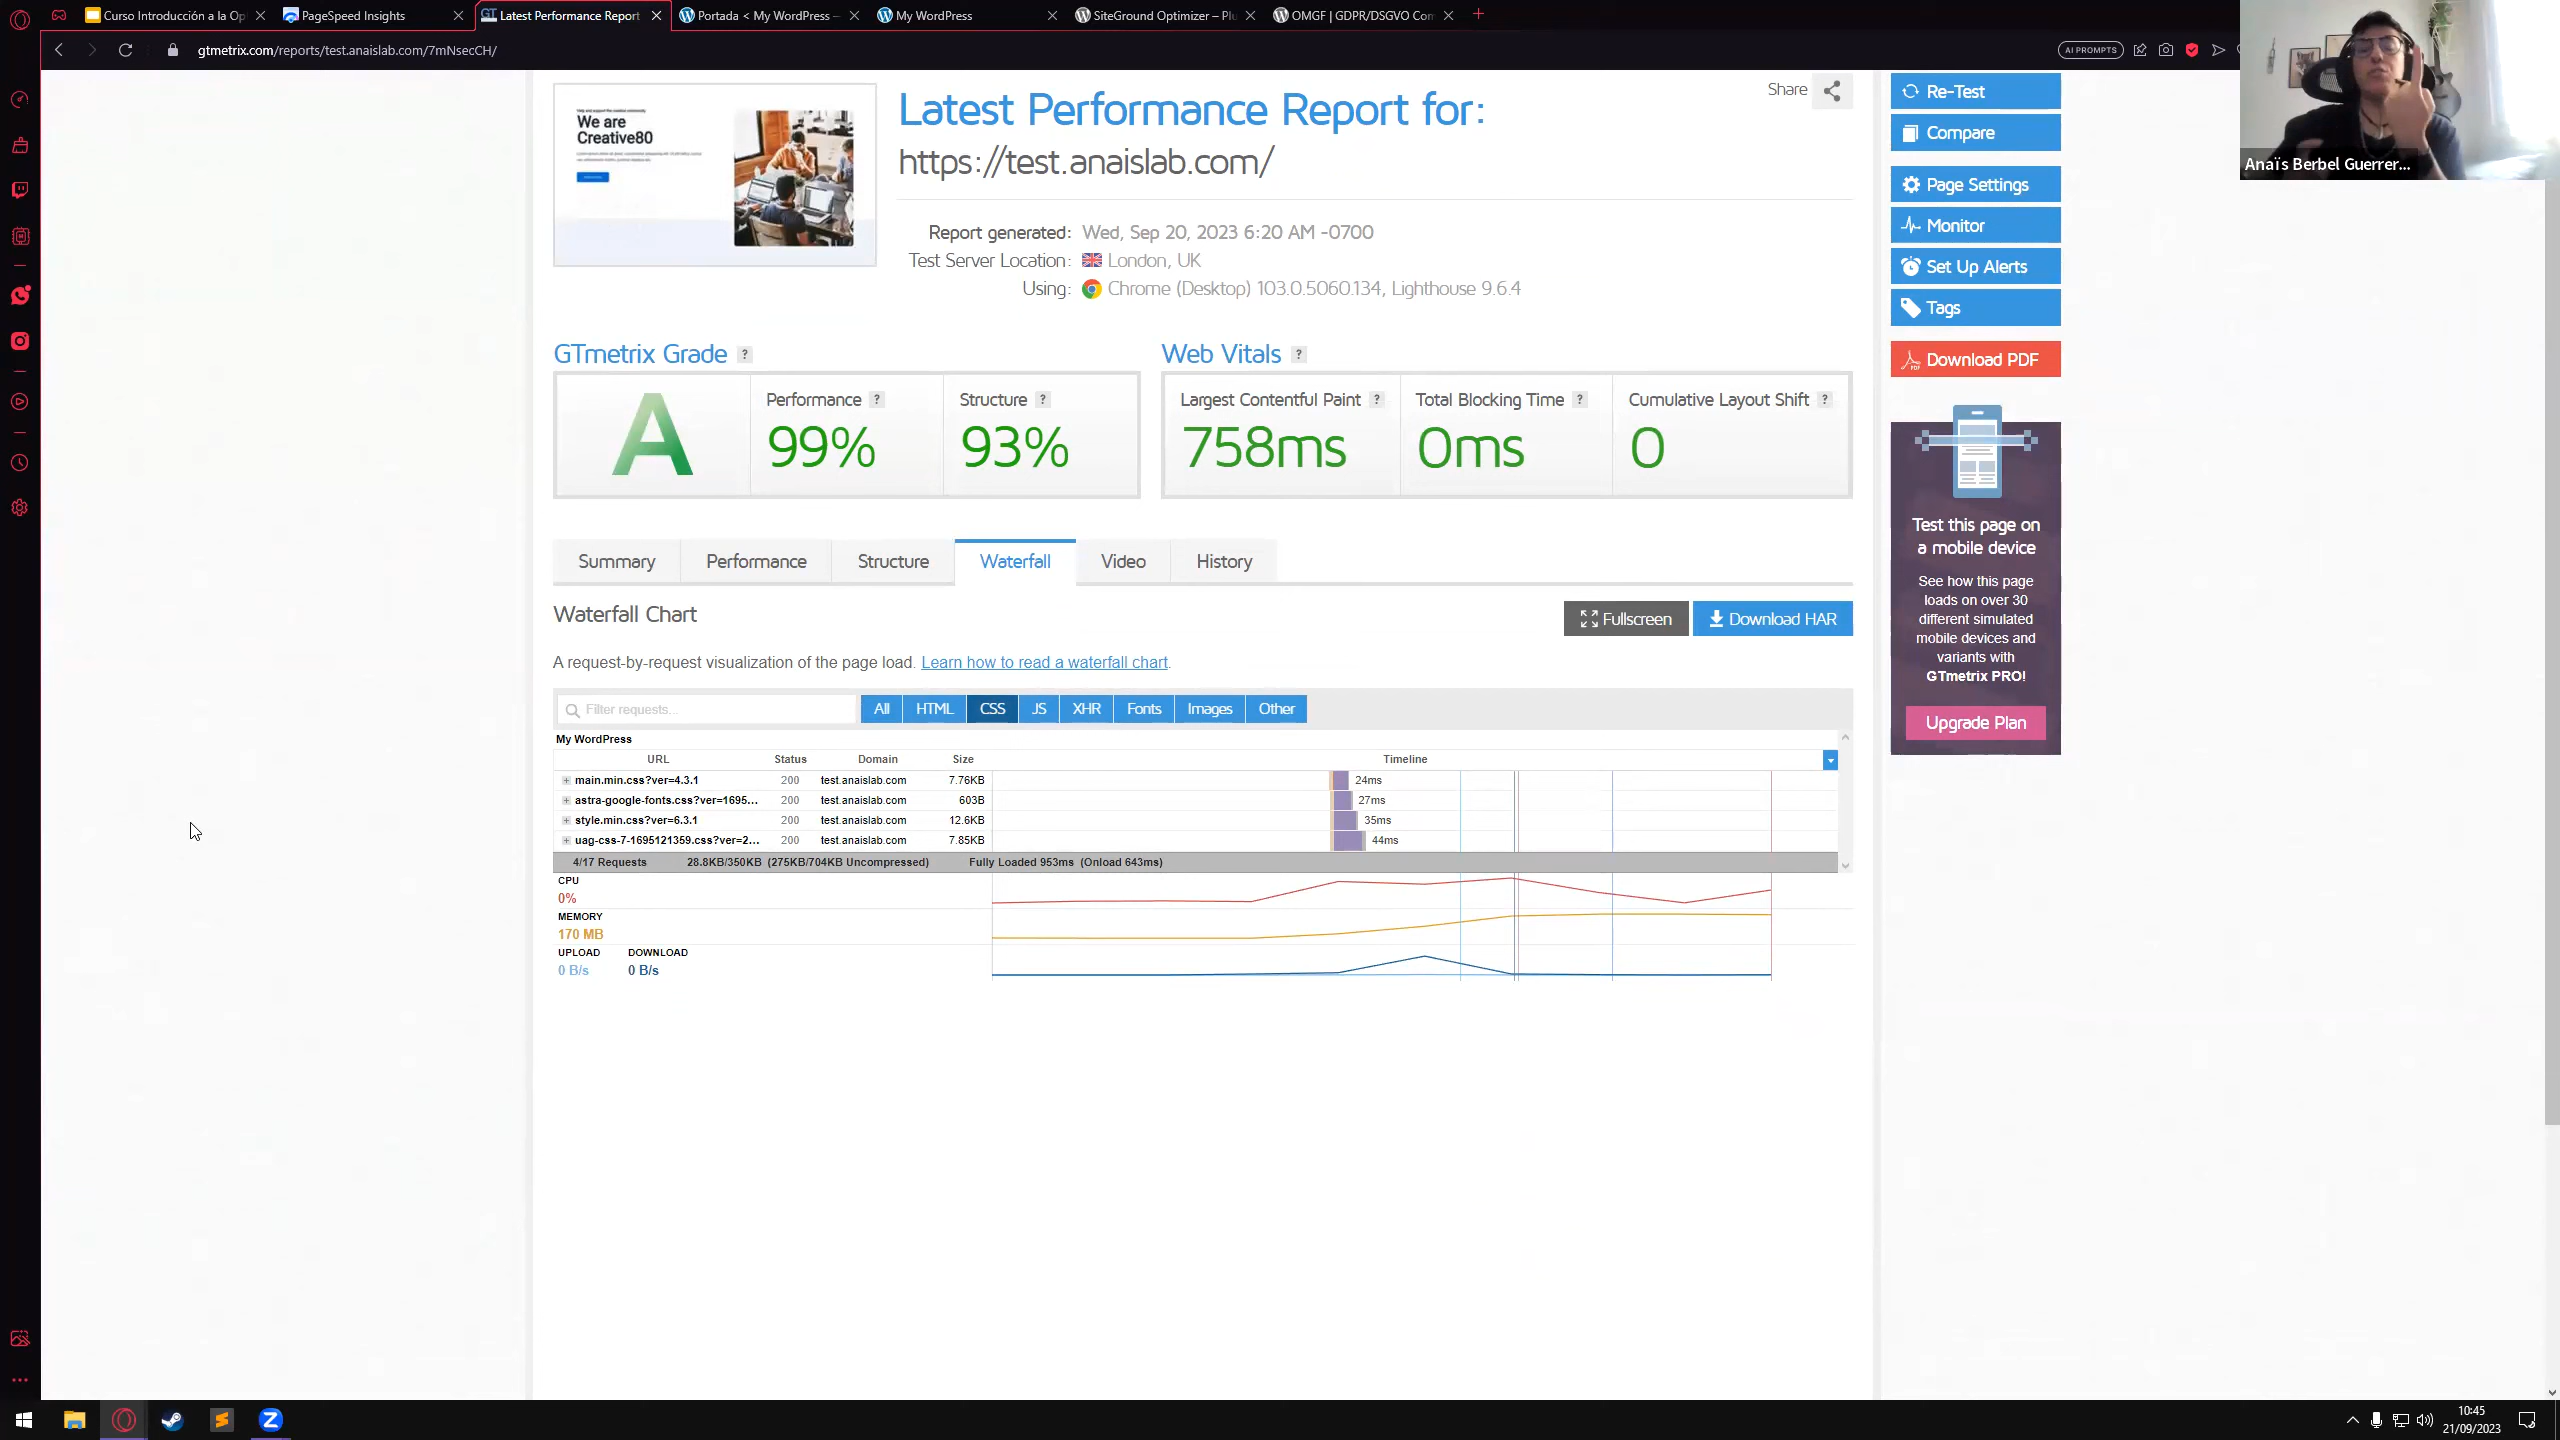 Curso Introducción a la Op
PageSpeed Insights
GT Latest Performance Report
Portada < My WordPress –
My WordPress
SiteGround Optimizer – Plu
OMGF | GDPR/DSGVO Com
gtmetrix.com/reports/test.anaislab.com/7mNsecCH/
AI PROMPTS
Anaïs Berbel Guerrer...
Help and support the creative community
We are
Creative80
Latest Performance Report for:
https://test.anaislab.com/
Share
Report generated: Wed, Sep 20, 2023 6:20 AM -0700
Test Server Location: London, UK
Using: Chrome (Desktop) 103.0.5060.134, Lighthouse 9.6.4
Re-Test
Compare
Page Settings
Monitor
Set Up Alerts
Tags
Download PDF
GTmetrix Grade ?
Web Vitals ?
A
Performance ?
99%
Structure ?
93%
Largest Contentful Paint ?
758ms
Total Blocking Time ?
0ms
Cumulative Layout Shift ?
0
Test this page on
a mobile device
See how this page
loads on over 30
different simulated
mobile devices and
variants with
GTmetrix PRO!
Upgrade Plan
Summary Performance Structure Waterfall Video History
Waterfall Chart
Fullscreen
Download HAR
A request-by-request visualization of the page load. Learn how to read a waterfall chart.
Filter requests...
All HTML CSS JS XHR Fonts Images Other
My WordPress
URL Status Domain Size Timeline
main.min.css?ver=4.3.1 200 test.anaislab.com 7.76KB 24ms
astra-google-fonts.css?ver=1695... 200 test.anaislab.com 603B 27ms
style.min.css?ver=6.3.1 200 test.anaislab.com 12.6KB 35ms
uag-css-7-1695121359.css?ver=2... 200 test.anaislab.com 7.85KB 44ms
4/17 Requests 28.8KB/350KB (275KB/704KB Uncompressed) Fully Loaded 953ms (Onload 643ms)
CPU
0%
MEMORY
170 MB
UPLOAD DOWNLOAD
0 B/s 0 B/s
10:45
21/09/2023